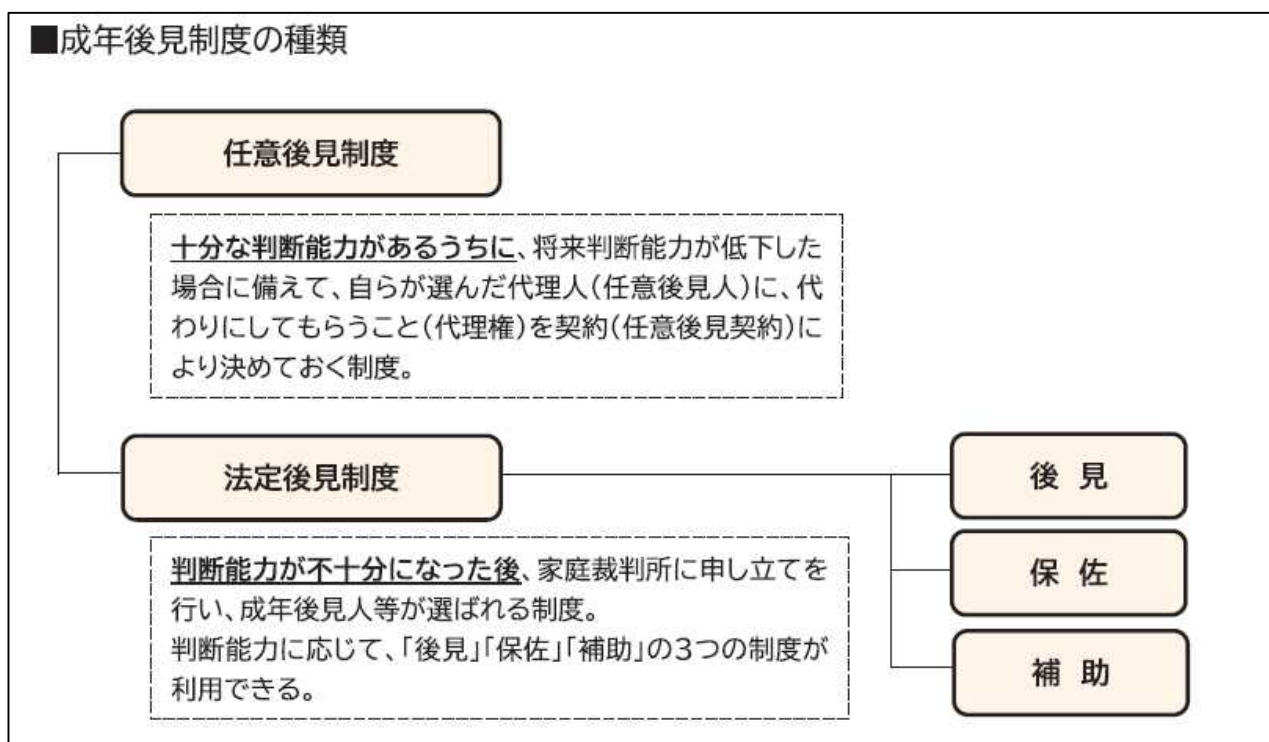 ■成年後見制度の種類
任意後見制度
十分な判断能力があるうちに、将来判断能力が低下した
場合に備えて、自らが選んだ代理人(任意後見人)に、代
わりにしてもらうこと(代理権)を契約(任意後見契約)に
より決めておく制度。
法定後見制度
後 見
保 佐
補 助
判断能力が不十分になった後、家庭裁判所に申し立てを
行い、成年後見人等が選ばれる制度。
判断能力に応じて、「後見」「保佐」「補助」の3つの制度が
利用できる。